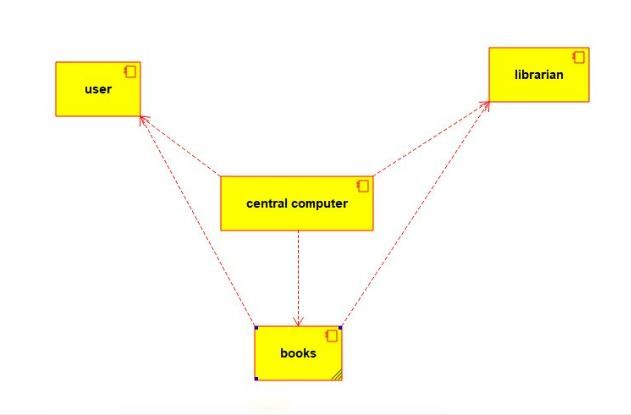 librarian
user
central computer
books